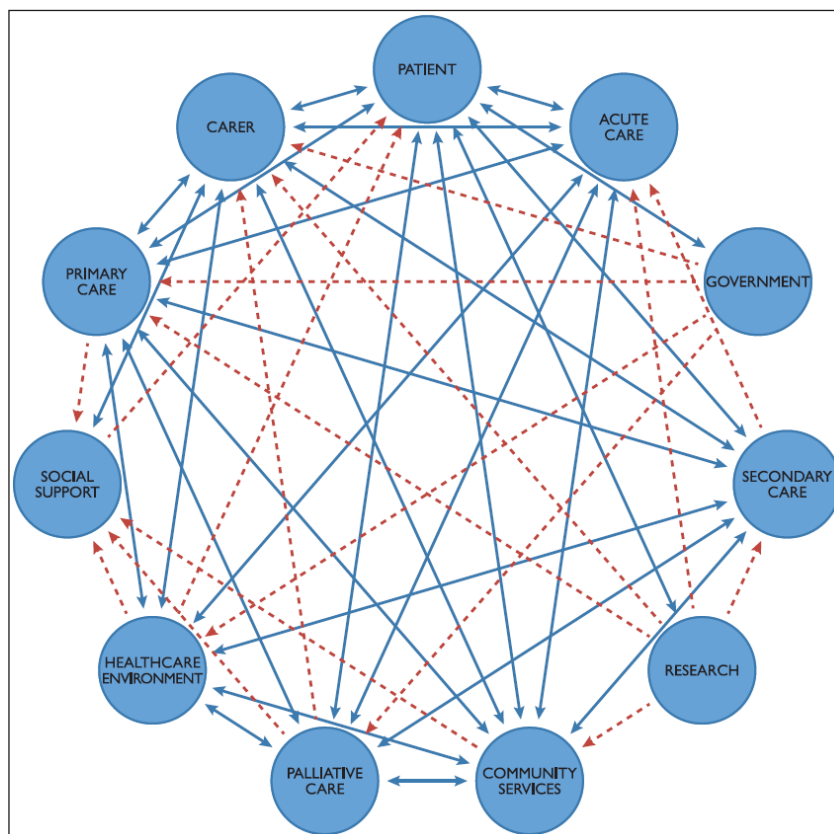 PATIENT
CARER
ACUTE
CARE
PRIMARY
CARE
GOVERNMENT
SOCIAL
SUPPORT
SECONDARY
CARE
HEALTHCARE
ENVIRONMENT
RESEARCH
PALLIATIVE
CARE
COMMUNITY
SERVICES